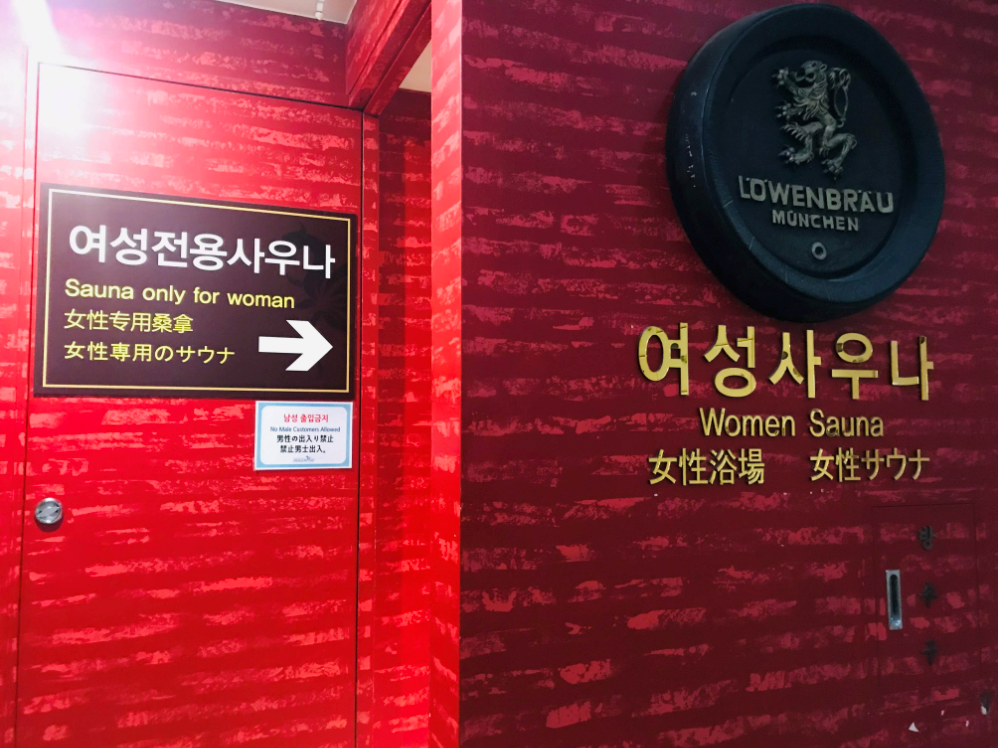 여성전용사우나
Sauna only for woman
女性专用桑拿
女性専用のサウナ
남성 출입금지
No Male Customers Allowed
男性の出入り禁止
禁止男士出入。
LÖWENBRÄU
MÜNCHEN
여성사우나
Women Sauna
女性浴場 女性サウナ